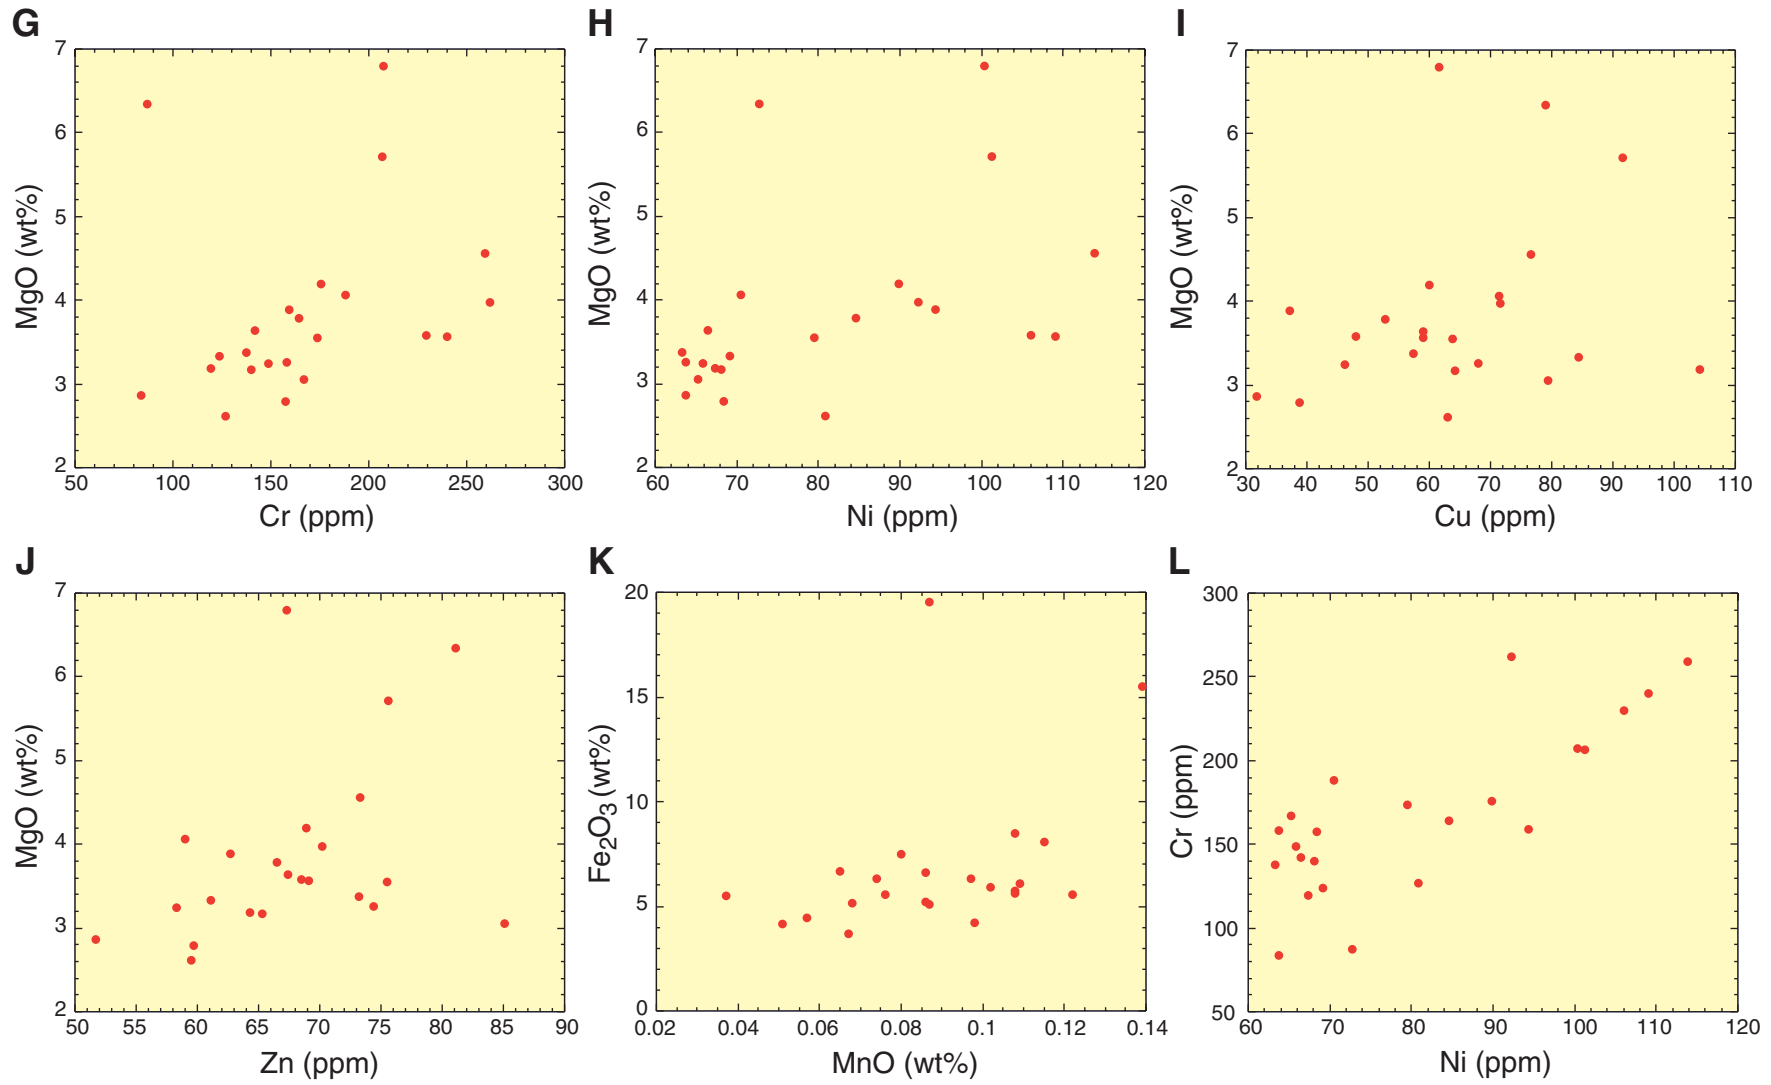 G
H
I
7
6
5
4
3
2
MgO (wt%)
50 100 150 200 250 300
Cr (ppm)
7
6
5
4
3
2
MgO (wt%)
60 70 80 90 100 120
Ni (ppm)
7
6
5
4
3
2
MgO (wt%)
30 40 50 60 70 80 90 100 110
Cu (ppm)
J
K
L
7
6
5
4
3
2
MgO (wt%)
50 55 60 65 70 75 80 85 90
Zn (ppm)
20
15
10
5
0
Fe2O3 (wt%)
0.02 0.04 0.06 0.08 0.1 0.12 0.14
MnO (wt%)
300
250
200
150
100
50
Cr (ppm)
60 70 80 90 100 110 120
Ni (ppm)